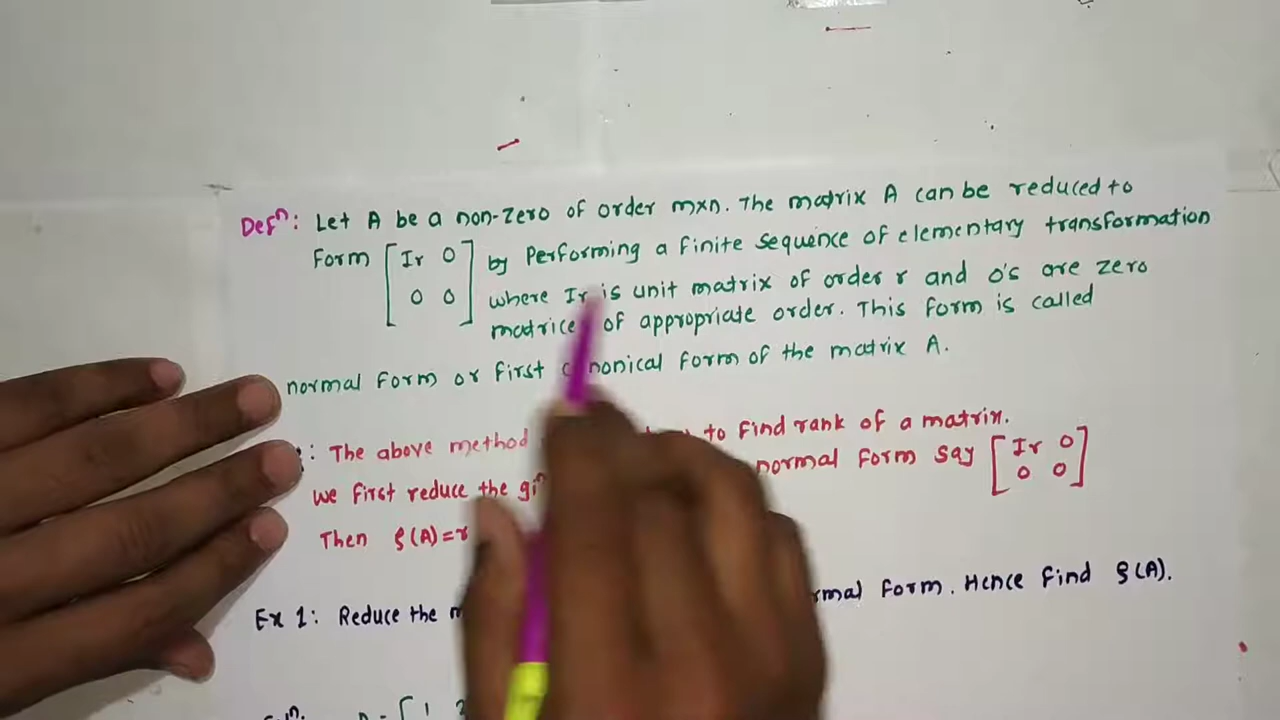 Defⁿ: Let A be a non-zero of order m×n. The matrix A can be reduced to
form [Ir 0 by performing a finite sequence of elementary transformation
0 0] where Ir is unit matrix of order r and 0's are zero
matrices of appropriate order. This form is called
normal form or first canonical form of the matrix A.
: The above method to find rank of a matrix.
we first reduce the normal form say [Ir 0
0 0]
Then ρ(A)=r
Ex 1: Reduce the form. Hence find ρ(A).